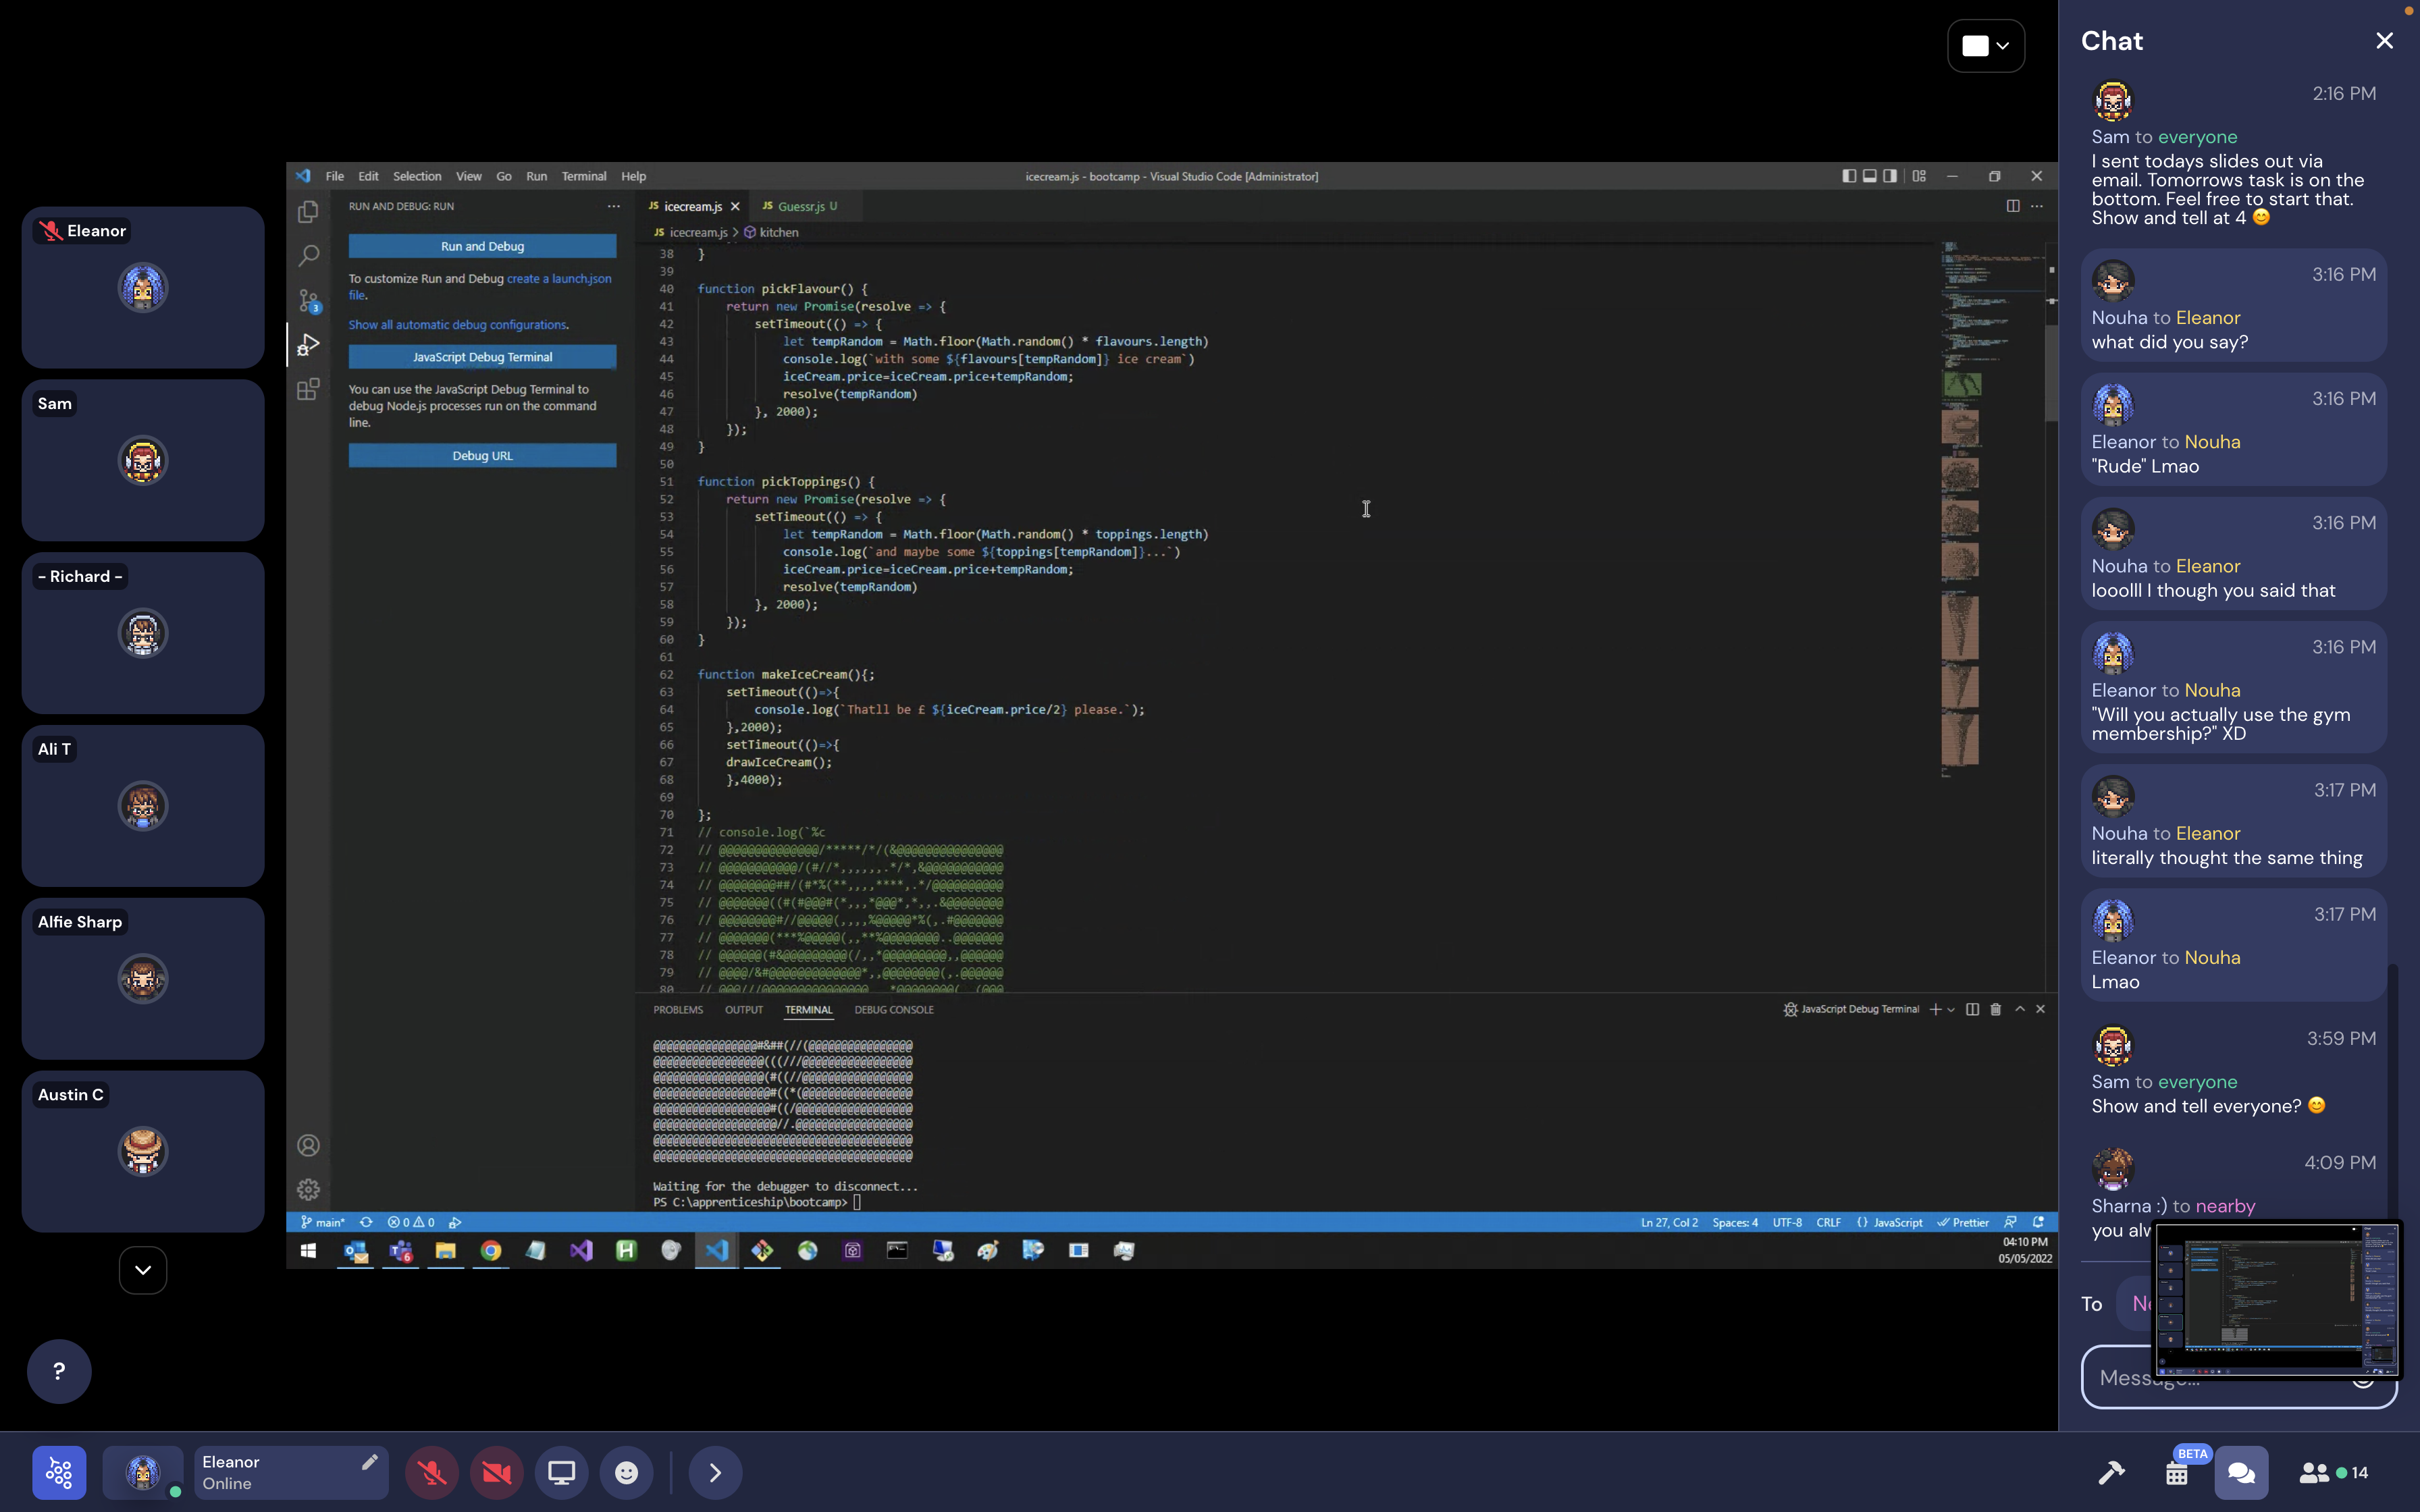 Eleanor
Sam
- Richard -
Ali T
Alfie Sharp
Austin C
?
File Edit Selection View Go Run Terminal Help
icecream.js - bootcamp - Visual Studio Code [Administrator]
RUN AND DEBUG: RUN
Run and Debug
To customize Run and Debug create a launch.json
file.
Show all automatic debug configurations.
JavaScript Debug Terminal
You can use the JavaScript Debug Terminal to
debug Node.js processes run on the command
line.
Debug URL
3
JS icecream.js JS Guessr.js U
JS icecream.js > kitchen
38 }
39
40 function pickFlavour() {
41 return new Promise(resolve => {
42 setTimeout(() => {
43 let tempRandom = Math.floor(Math.random() * flavours.length)
44 console.log(`with some ${flavours[tempRandom]} ice cream`)
45 iceCream.price=iceCream.price+tempRandom;
46 resolve(tempRandom)
47 }, 2000);
48 });
49 }
50
51 function pickToppings() {
52 return new Promise(resolve => {
53 setTimeout(() => {
54 let tempRandom = Math.floor(Math.random() * toppings.length)
55 console.log(`and maybe some ${toppings[tempRandom]}...`)
56 iceCream.price=iceCream.price+tempRandom;
57 resolve(tempRandom)
58 }, 2000);
59 });
60 }
61
62 function makeIceCream(){;
63 setTimeout(()=>{
64 console.log(`Thatll be £ ${iceCream.price/2} please.`);
65 },2000);
66 setTimeout(()=>{
67 drawIceCream();
68 },4000);
69
70 };
71 // console.log(`%c
72 //
73 //
74 //
75 //
76 //
77 //
78 //
79 //
80 //
PROBLEMS OUTPUT TERMINAL DEBUG CONSOLE
JavaScript Debug Terminal
Waiting for the debugger to disconnect...
PS C:\apprenticeship\bootcamp>
main* 0 0
Ln 27, Col 2 Spaces: 4 UTF-8 CRLF {} JavaScript Prettier
04:10 PM
05/05/2022
Chat
2:16 PM
Sam to everyone
I sent todays slides out via
email. Tomorrows task is on the
bottom. Feel free to start that.
Show and tell at 4 😊
3:16 PM
Nouha to Eleanor
what did you say?
3:16 PM
Eleanor to Nouha
"Rude" Lmao
3:16 PM
Nouha to Eleanor
looolll I though you said that
3:16 PM
Eleanor to Nouha
"Will you actually use the gym
membership?" XD
3:17 PM
Nouha to Eleanor
literally thought the same thing
3:17 PM
Eleanor to Nouha
Lmao
3:59 PM
Sam to everyone
Show and tell everyone? 😊
4:09 PM
Sharna :) to nearby
you
To
Eleanor
Online
BETA
14